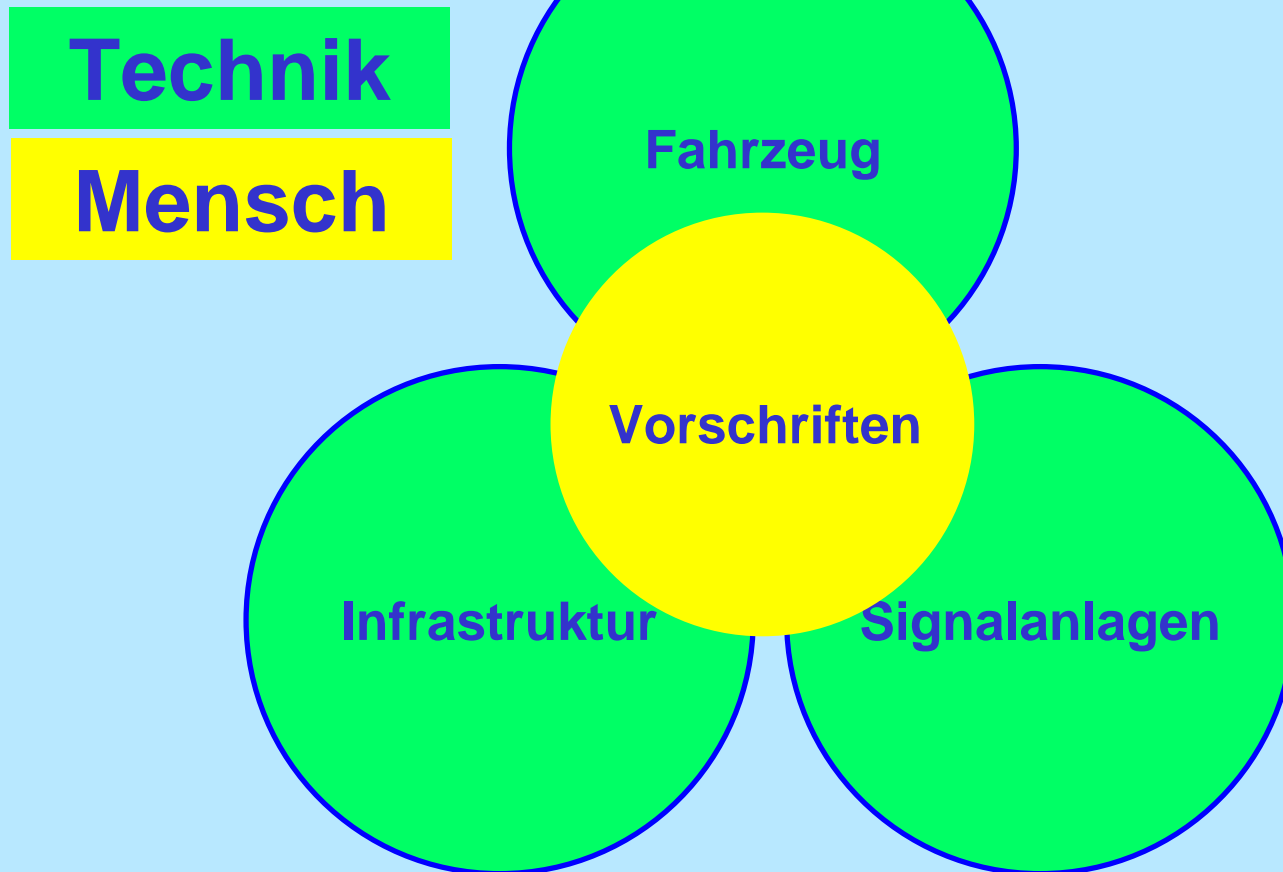 Technik
Mensch
Fahrzeug
Vorschriften
Infrastruktur
Signalanlagen